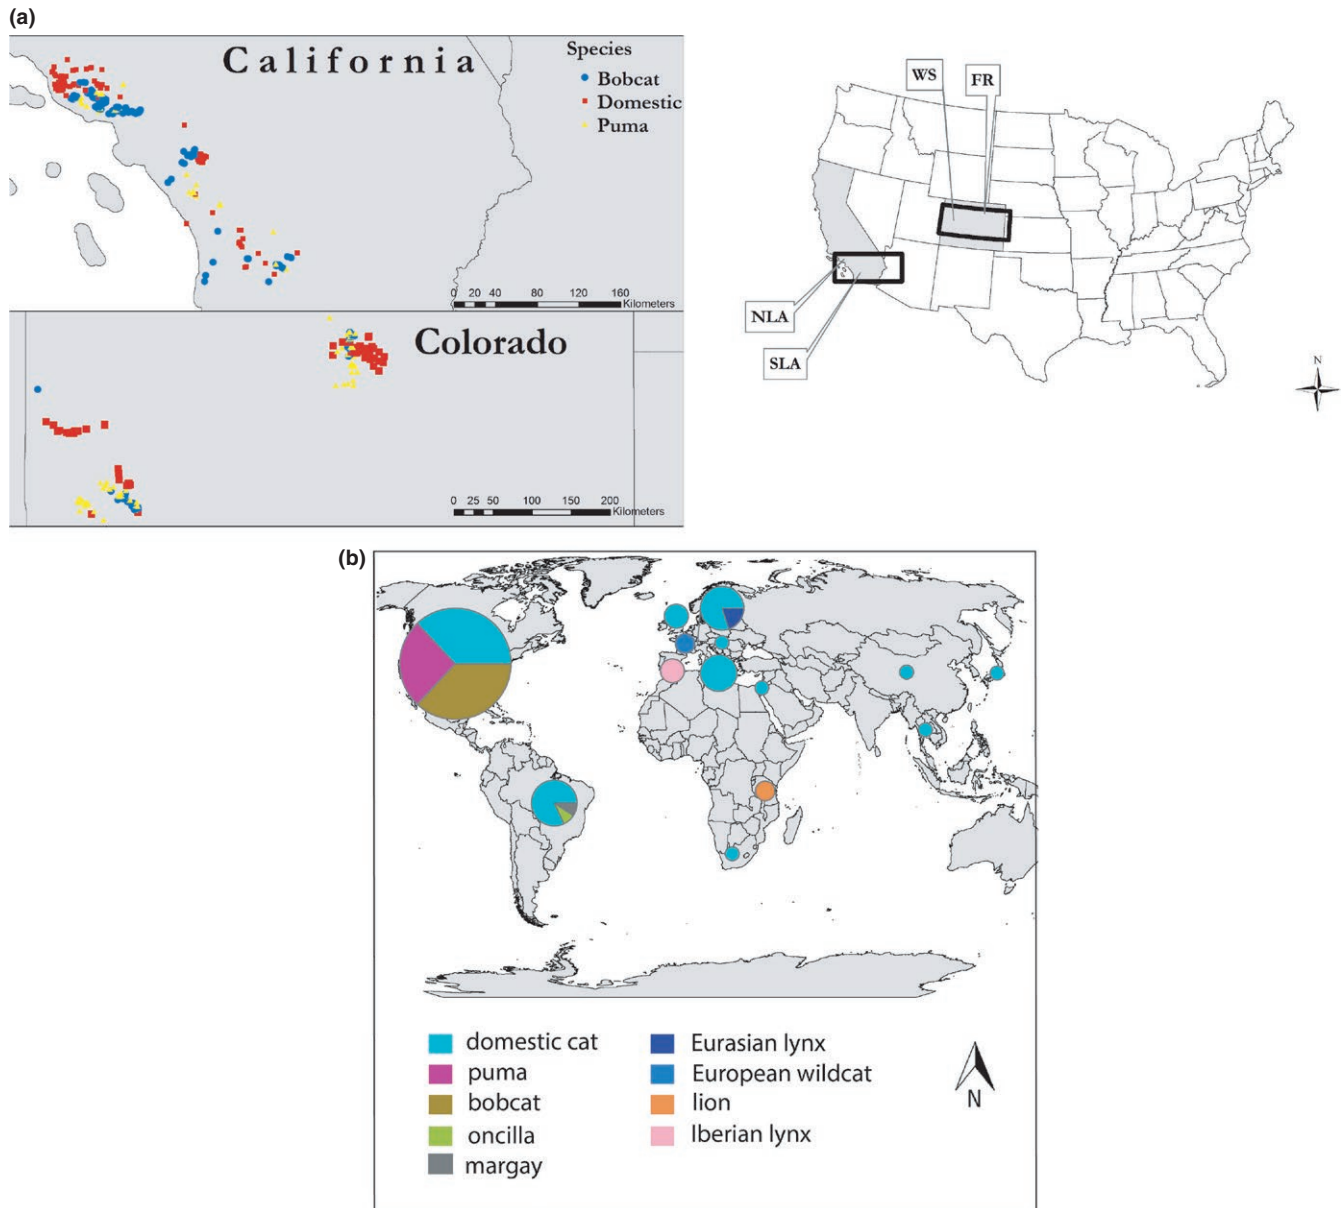 (a)
California
Species
Bobcat
Domestic
Puma
0 20 40 80 120 160
Kilometers
Colorado
0 25 50 100 150 200
Kilometers
WS
FR
NLA
SLA
N
(b)
domestic cat
puma
bobcat
oncilla
margay
Eurasian lynx
European wildcat
lion
Iberian lynx
N